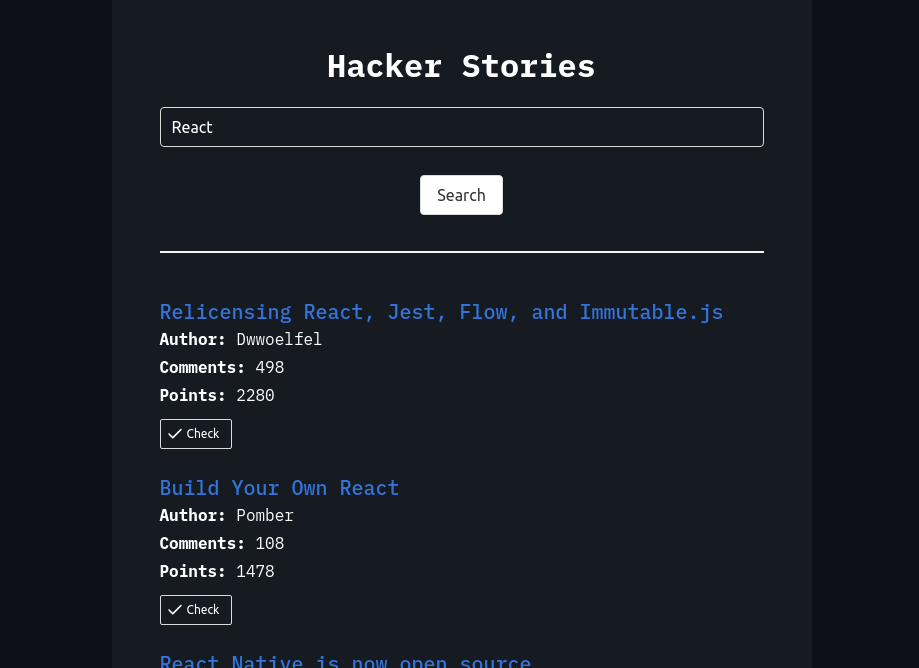 Hacker Stories
React
Search
Relicensing React, Jest, Flow, and Immutable.js
Author: Dwwoelfel
Comments: 498
Points: 2280
Check
Build Your Own React
Author: Pomber
Comments: 108
Points: 1478
Check
React Native is now open source